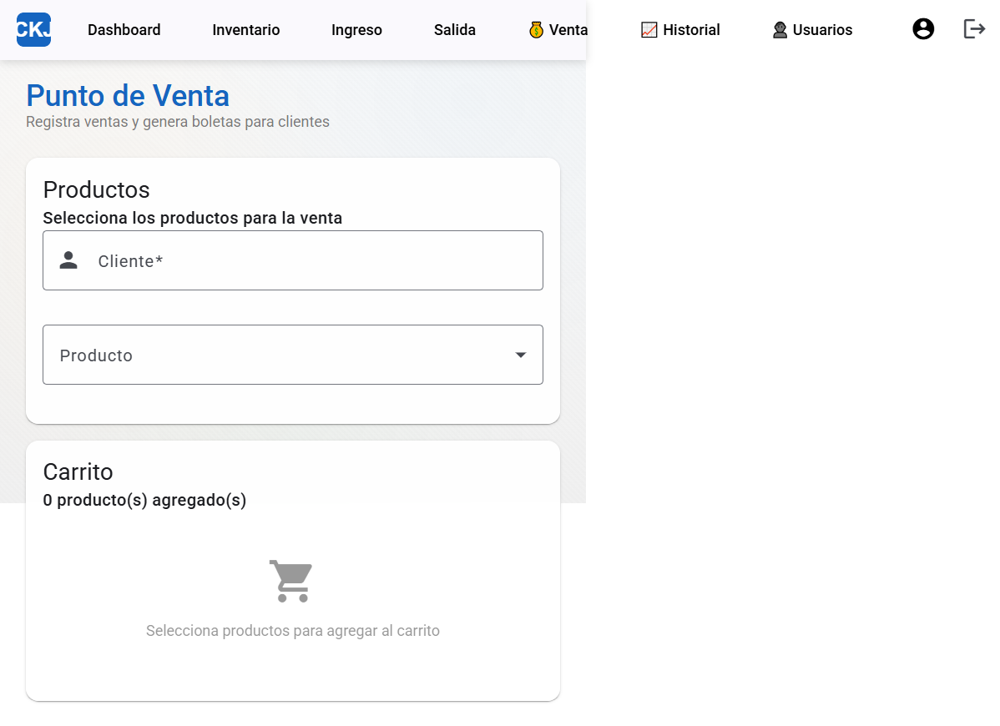 CKJ
Dashboard Inventario Ingreso Salida 💰 Venta 📈 Historial Usuarios
Punto de Venta
Registra ventas y genera boletas para clientes
Productos
Selecciona los productos para la venta
Cliente*
Producto
Carrito
0 producto(s) agregado(s)
Selecciona productos para agregar al carrito